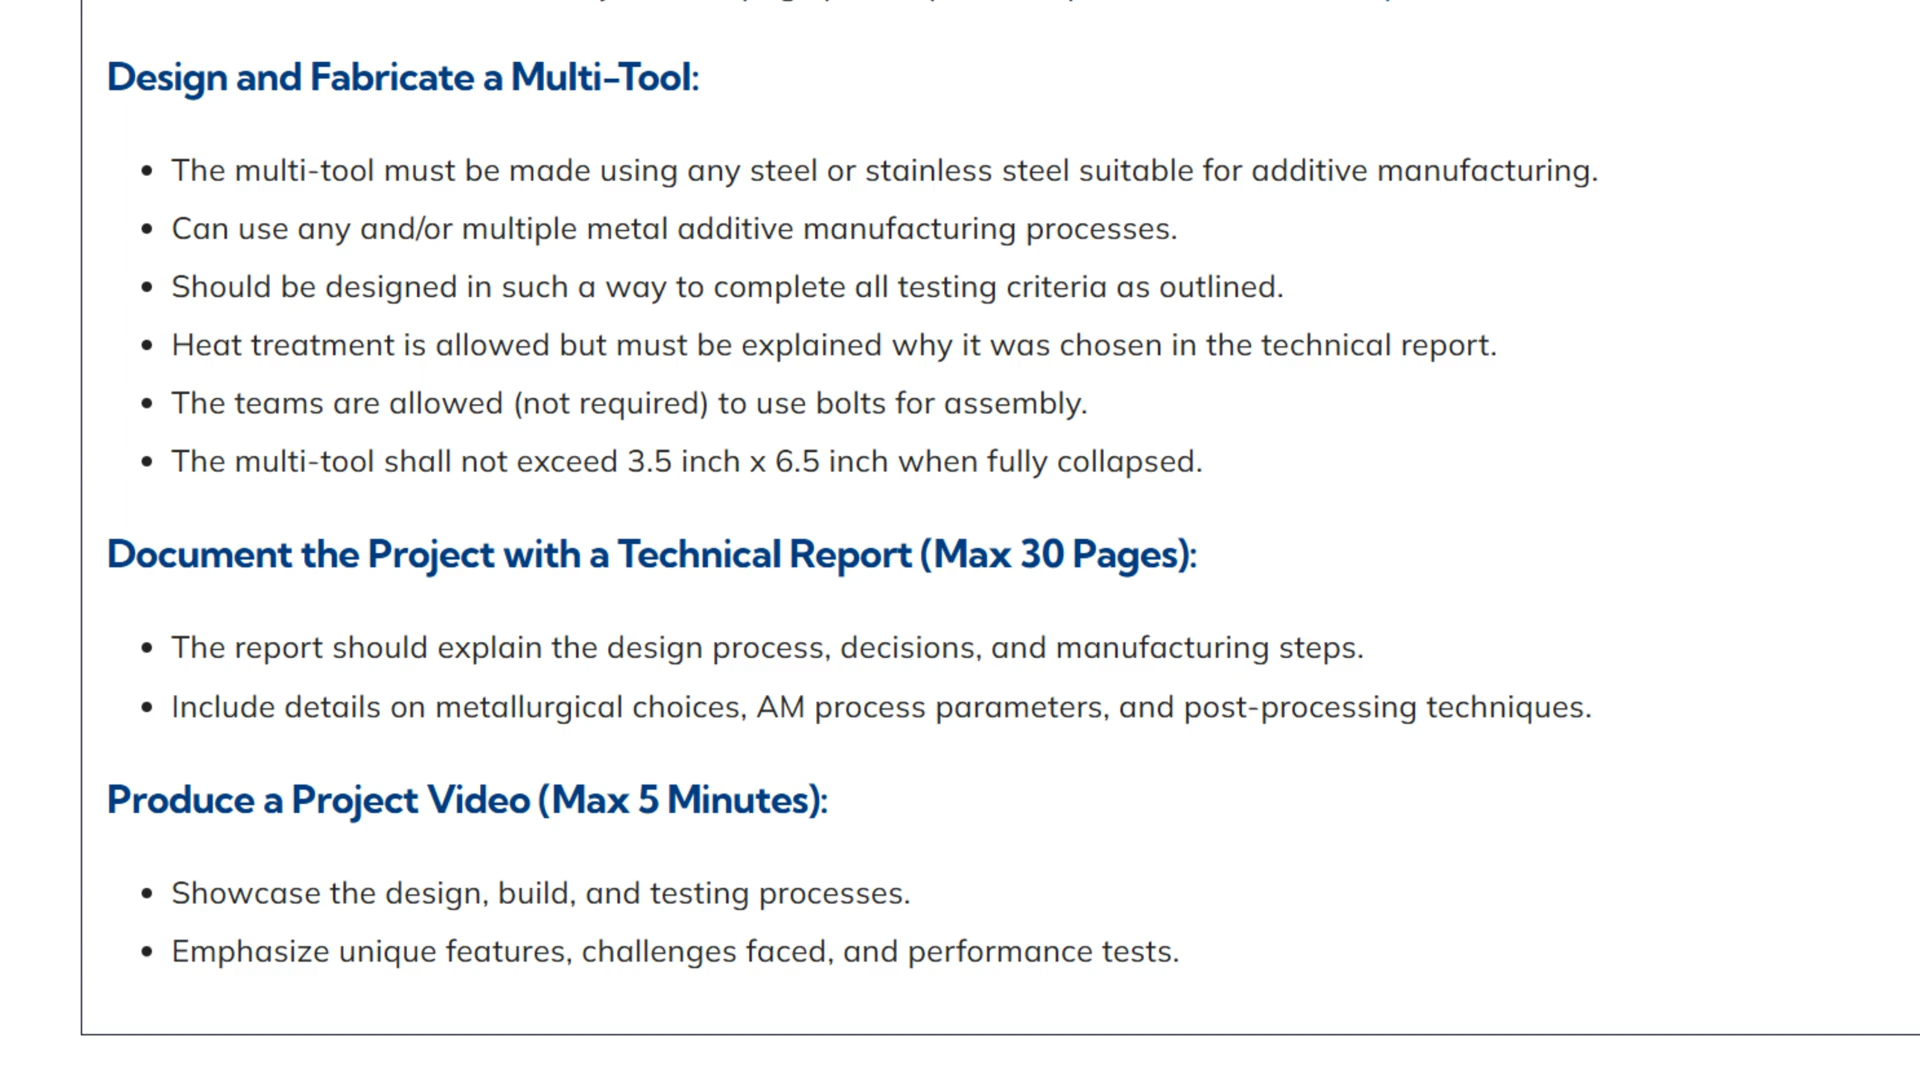 Design and Fabricate a Multi-Tool:
• The multi-tool must be made using any steel or stainless steel suitable for additive manufacturing.
• Can use any and/or multiple metal additive manufacturing processes.
• Should be designed in such a way to complete all testing criteria as outlined.
• Heat treatment is allowed but must be explained why it was chosen in the technical report.
• The teams are allowed (not required) to use bolts for assembly.
• The multi-tool shall not exceed 3.5 inch x 6.5 inch when fully collapsed.
Document the Project with a Technical Report (Max 30 Pages):
• The report should explain the design process, decisions, and manufacturing steps.
• Include details on metallurgical choices, AM process parameters, and post-processing techniques.
Produce a Project Video (Max 5 Minutes):
• Showcase the design, build, and testing processes.
• Emphasize unique features, challenges faced, and performance tests.